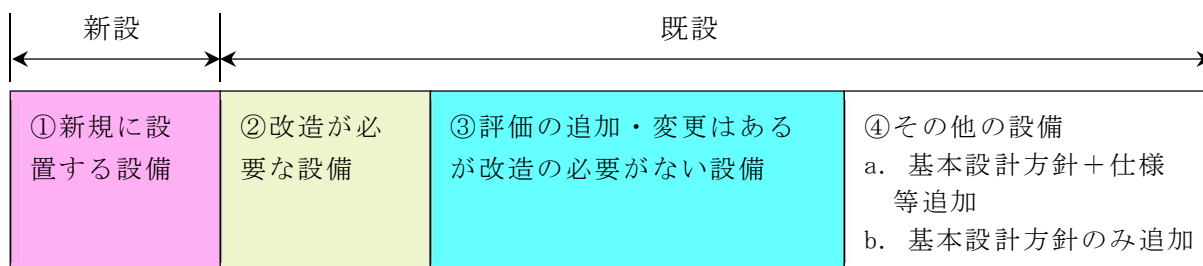 新設
既設
①新規に設
置する設備
②改造が必
要な設備
③評価の追加・変更はある
が改造の必要がない設備
④その他の設備
a. 基本設計方針＋仕様
等追加
b. 基本設計方針のみ追加